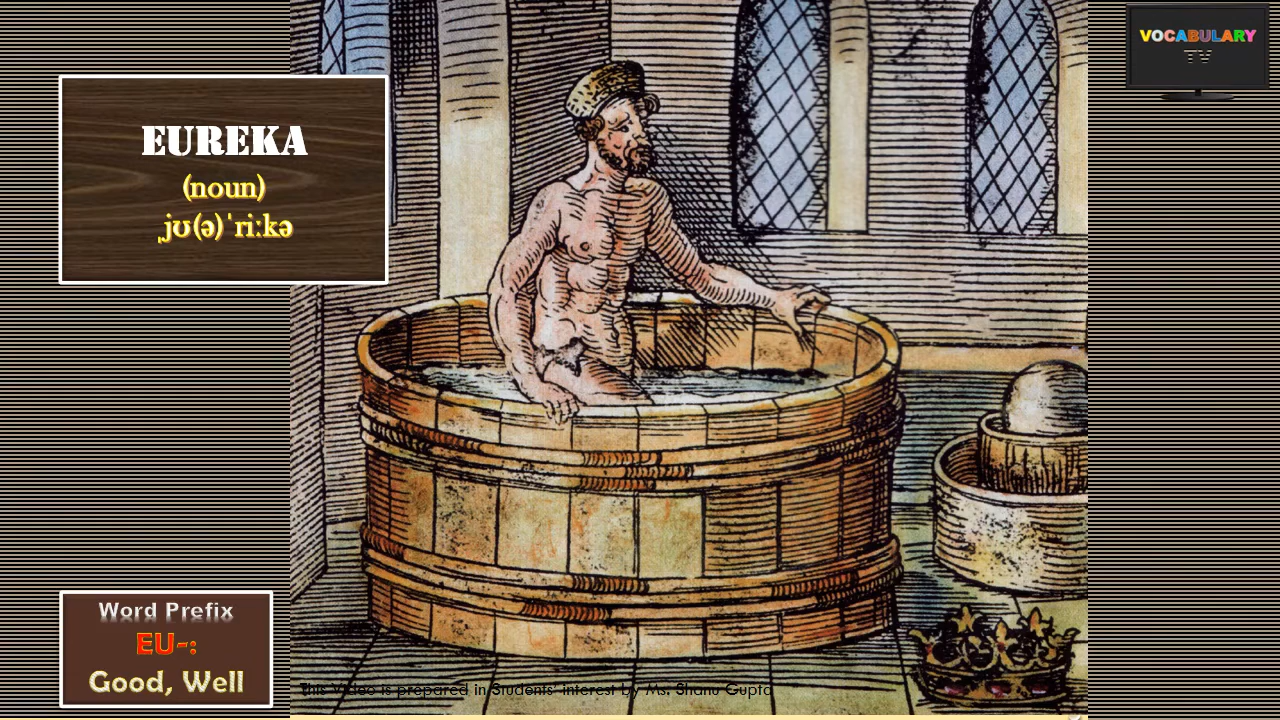 VOCABULARY
TV
EUREKA
(noun)
jʊ(ə)ˈriːkə
Word Prefix
EU-:
Good, Well
This Video is prepared in Students' interest by Ms. Shanu Gupta